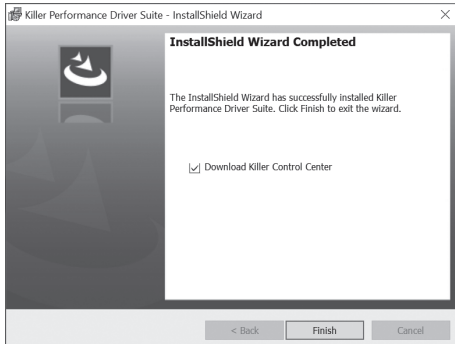 Killer Performance Driver Suite - InstallShield Wizard
InstallShield Wizard Completed
The InstallShield Wizard has successfully installed Killer
Performance Driver Suite. Click Finish to exit the wizard.
Download Killer Control Center
< Back
Finish
Cancel